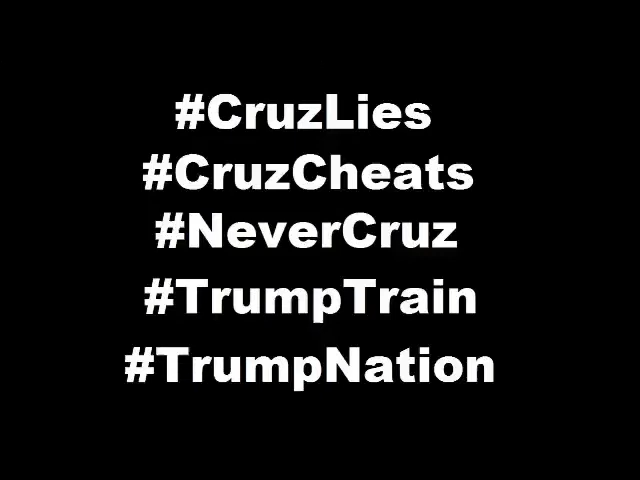 #CruzLies
#CruzCheats
#NeverCruz
#TrumpTrain
#TrumpNation